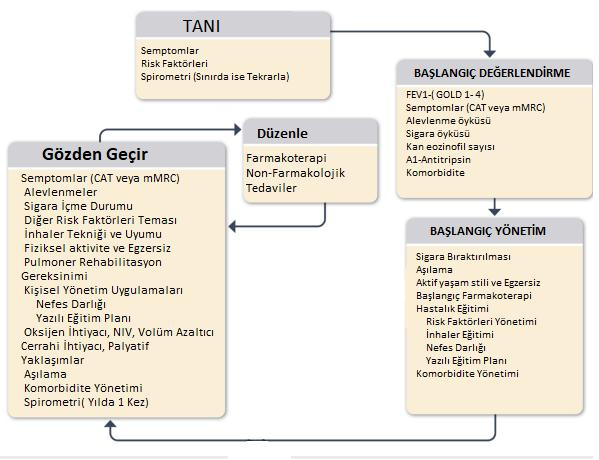 TANI
Semptomlar
Risk Faktörleri
Spirometri (Sınırda ise Tekrarla)
BAŞLANGIÇ DEĞERLENDİRME
FEV1-( GOLD 1- 4)
Semptomlar (CAT veya mMRC)
Alevlenme öyküsü
Sigara öyküsü
Kan eozinofil sayısı
A1-Antitripsin
Komorbidite
BAŞLANGIÇ YÖNETİM
Sigara Bıraktırılması
Aşılama
Aktif yaşam stili ve Egzersiz
Başlangıç Farmakoterapi
Hastalık Eğitimi
Risk Faktörleri Yönetimi
İnhaler Eğitimi
Nefes Darlığı
Yazılı Eğitim Planı
Komorbidite Yönetimi
Gözden Geçir
Semptomlar (CAT veya mMRC)
Alevlenmeler
Sigara İçme Durumu
Diğer Risk Faktörleri Teması
İnhaler Tekniği ve Uyumu
Fiziksel aktivite ve Egzersiz
Pulmoner Rehabilitasyon
Gereksinimi
Kişisel Yönetim Uygulamaları
Nefes Darlığı
Yazılı Eğitim Planı
Oksijen İhtiyacı, NIV, Volüm Azaltıcı
Cerrahi İhtiyacı, Palyatif
Yaklaşımlar
Aşılama
Komorbidite Yönetimi
Spirometri( Yılda 1 Kez)
Düzenle
Farmakoterapi
Non-Farmakolojik
Tedaviler